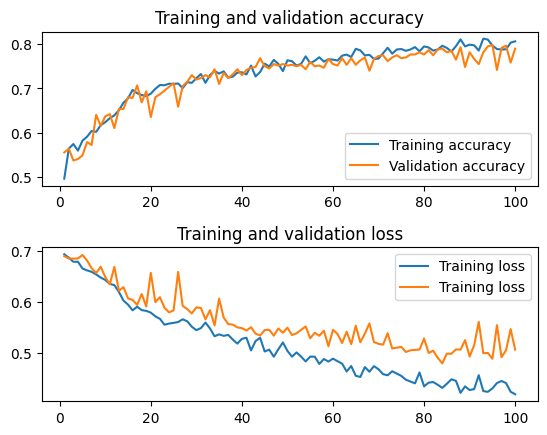 Training and validation accuracy
0.8
0.7
0.6
0.5
Training accuracy
Validation accuracy
0 20 40 60 80 100
Training and validation loss
0.7
0.6
0.5
Training loss
Training loss
0 20 40 60 80 100